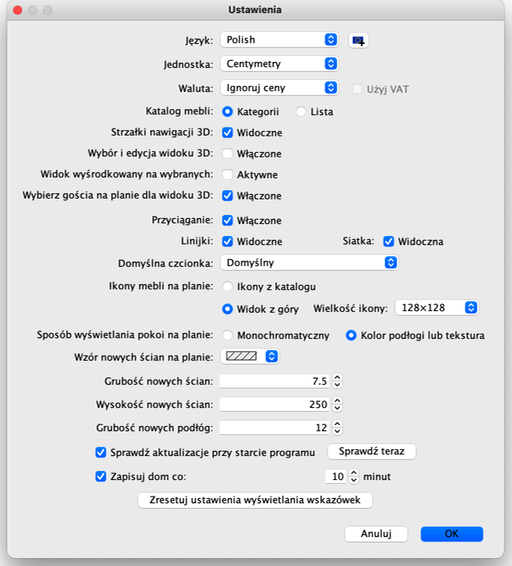 Ustawienia
Język: Polish
Jednostka: Centymetry
Waluta: Ignoruj ceny Użyj VAT
Katalog mebli: Kategorii Lista
Strzałki nawigacji 3D: Widoczne
Wybór i edycja widoku 3D: Włączone
Widok wyśrodkowany na wybranych: Aktywne
Wybierz gościa na planie dla widoku 3D: Włączone
Przyciąganie: Włączone
Linijki: Widoczne Siatka: Widoczna
Domyślna czcionka: Domyślny
Ikony mebli na planie: Ikony z katalogu
Widok z góry Wielkość ikony: 128×128
Sposób wyświetlania pokoi na planie: Monochromatyczny Kolor podłogi lub tekstura
Wzór nowych ścian na planie:
Grubość nowych ścian: 7.5
Wysokość nowych ścian: 250
Grubość nowych podłóg: 12
Sprawdź aktualizacje przy starcie programu Sprawdź teraz
Zapisuj dom co: 10 minut
Zresetuj ustawienia wyświetlania wskazówek
Anuluj OK